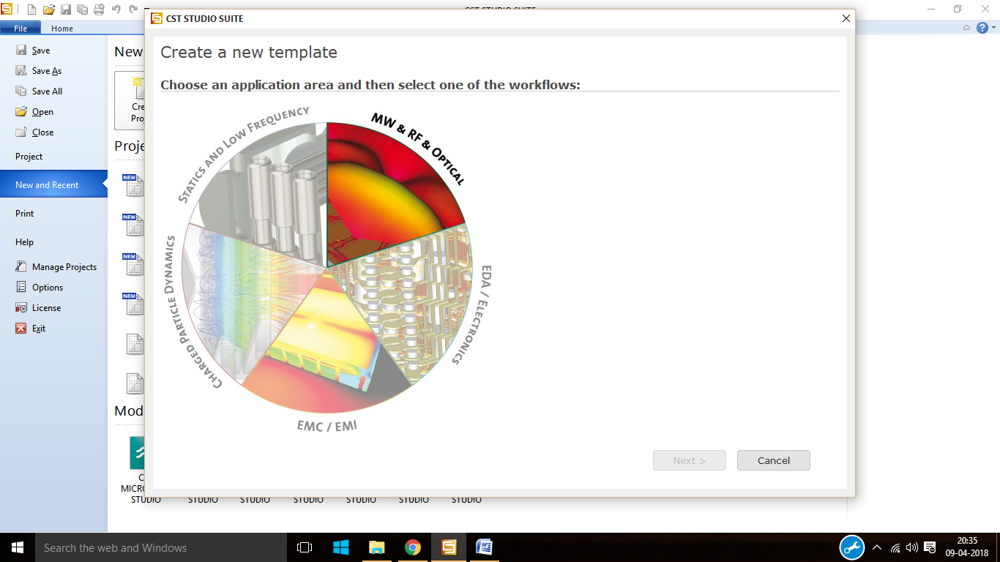 CST STUDIO SUITE
File
Home
Save
Save As
Save All
Open
Close
Project
New and Recent
Print
Help
Manage Projects
Options
License
Exit
New
Proje
NEW
NEW
NEW
NEW
Mod
MICRO
STUDIO
STUDIO
STUDIO
STUDIO
STUDIO
STUDIO
STUDIO
CST STUDIO SUITE
Create a new template
Choose an application area and then select one of the workflows:
MW & RF & Optical
EDA / Electronics
EMC / EMI
Charged Particle Dynamics
Statics and Low Frequency
Next >
Cancel
Search the web and Windows
20:35
09-04-2018